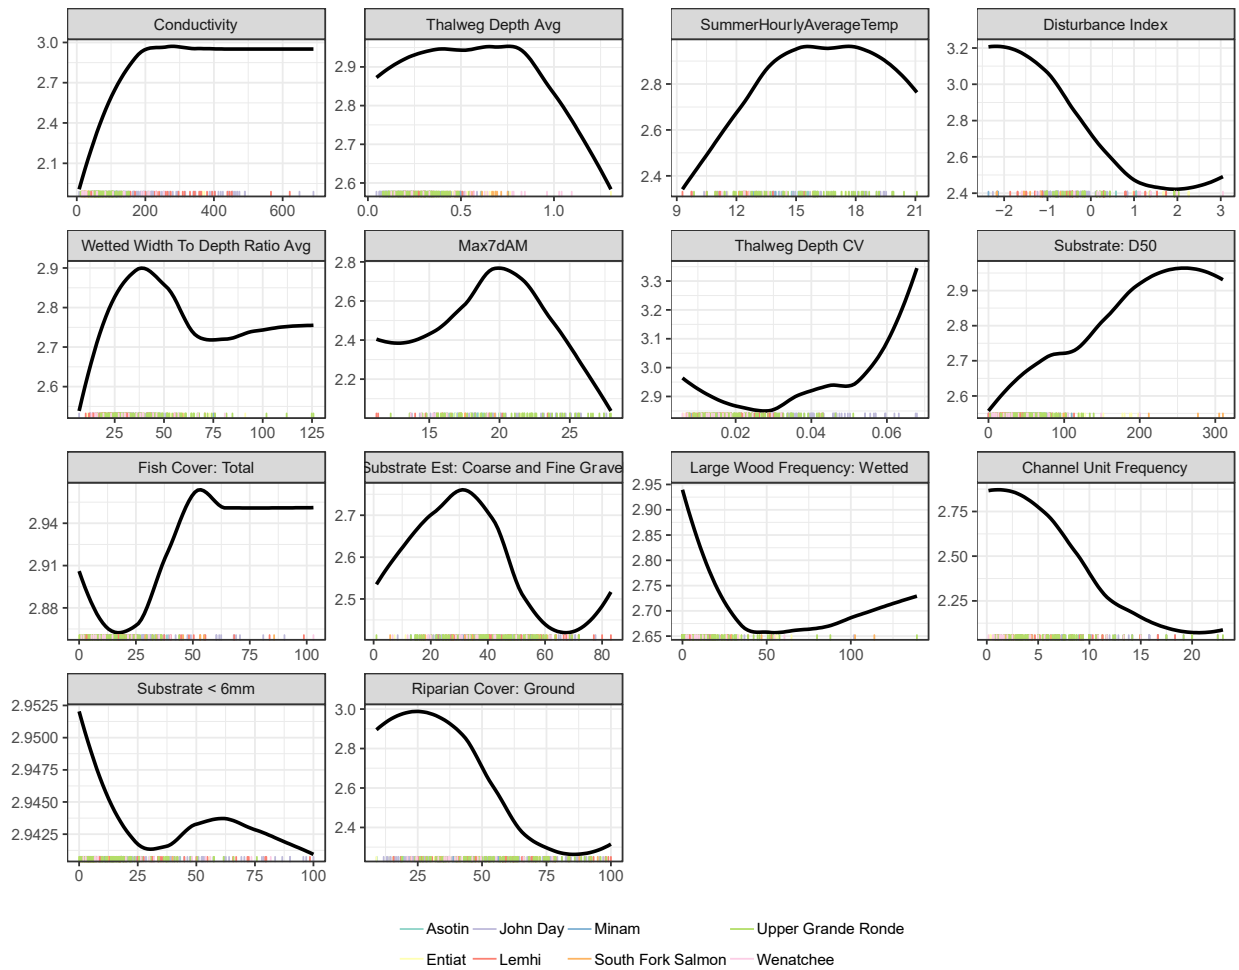 Conductivity
Thalweg Depth Avg
SummerHourlyAverageTemp
Disturbance Index
3.0
2.7
2.4
2.1
0 200 400 600
2.9
2.8
2.7
2.6
0.0 0.5 1.0
2.8
2.6
2.4
9 12 15 18 21
3.2
3.0
2.8
2.6
2.4
−2 −1 0 1 2 3
Wetted Width To Depth Ratio Avg
Max7dAM
Thalweg Depth CV
Substrate: D50
2.9
2.8
2.7
2.6
25 50 75 100 125
2.8
2.6
2.4
2.2
15 20 25
3.3
3.2
3.1
3.0
2.9
0.02 0.04 0.06
2.9
2.8
2.7
2.6
0 100 200 300
Fish Cover: Total
Substrate Est: Coarse and Fine Grave
Large Wood Frequency: Wetted
Channel Unit Frequency
2.94
2.91
2.88
0 25 50 75 100
2.7
2.6
2.5
0 20 40 60 80
2.95
2.90
2.85
2.80
2.75
2.70
2.65
0 50 100
2.75
2.50
2.25
0 5 10 15 20
Substrate < 6mm
Riparian Cover: Ground
2.9525
2.9500
2.9475
2.9450
2.9425
0 25 50 75 100
3.0
2.8
2.6
2.4
25 50 75 100
Asotin John Day Minam Upper Grande Ronde
Entiat Lemhi South Fork Salmon Wenatchee